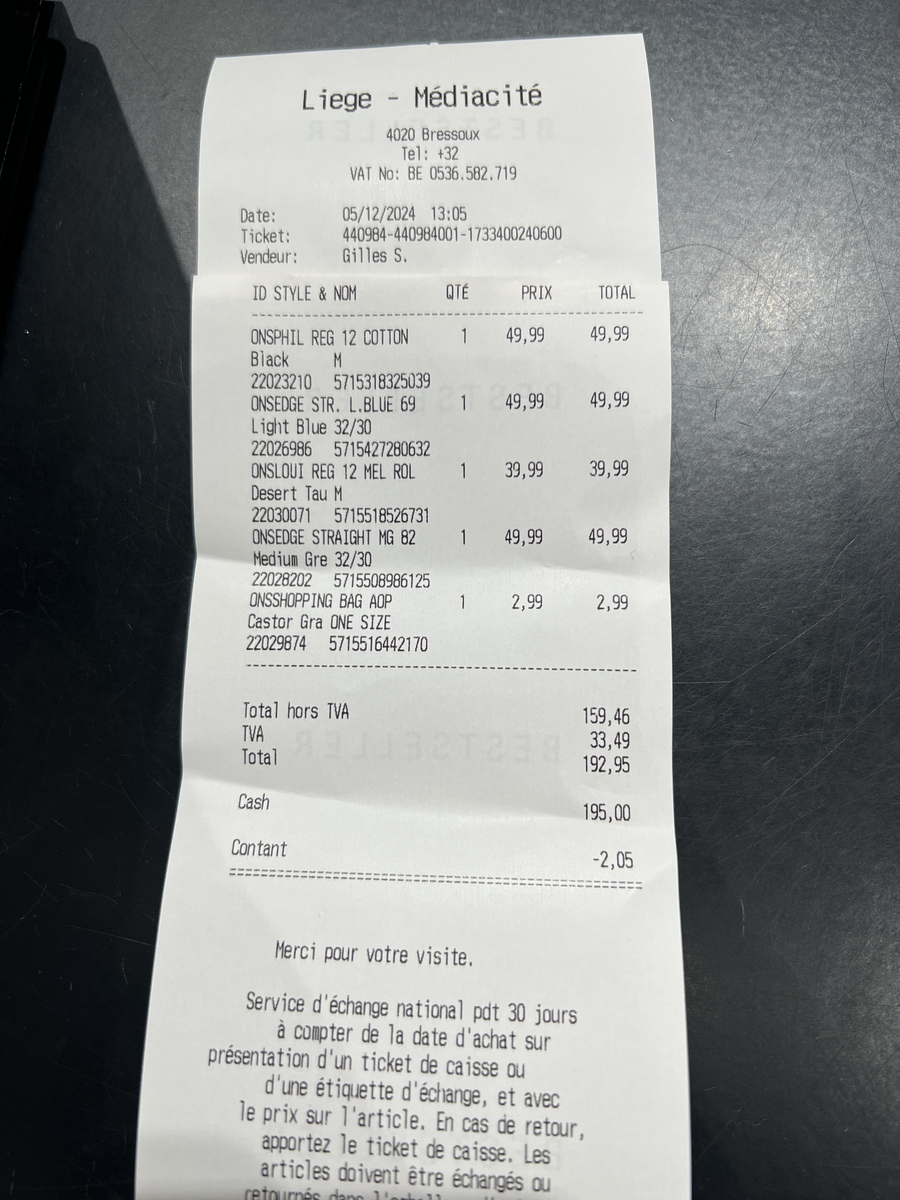 Liege - Médiacité
4020 Bressoux
Tel: +32
VAT No: BE 0536.582.719
Date: 05/12/2024 13:05
Ticket: 440984-440984001-1733400240600
Vendeur: Gilles S.
ID STYLE & NOM QTÉ PRIX TOTAL
ONSPHIL REG 12 COTTON 1 49,99 49,99
Black M
22023210 5715318325039
ONSEDGE STR. L.BLUE 69 1 49,99 49,99
Light Blue 32/30
22026986 5715427280632
ONSLOUI REG 12 MEL ROL 1 39,99 39,99
Desert Tau M
22030071 5715518526731
ONSEDGE STRAIGHT MG 82 1 49,99 49,99
Medium Gre 32/30
22028202 5715508986125
ONSSHOPPING BAG AOP 1 2,99 2,99
Castor Gra ONE SIZE
22029874 5715516442170
Total hors TVA 159,46
TVA 33,49
Total 192,95
Cash 195,00
Contant -2,05
Merci pour votre visite.
Service d'échange national pdt 30 jours
à compter de la date d'achat sur
présentation d'un ticket de caisse ou
d'une étiquette d'échange, et avec
le prix sur l'article. En cas de retour,
apportez le ticket de caisse. Les
articles doivent être échangés ou
retournés dans